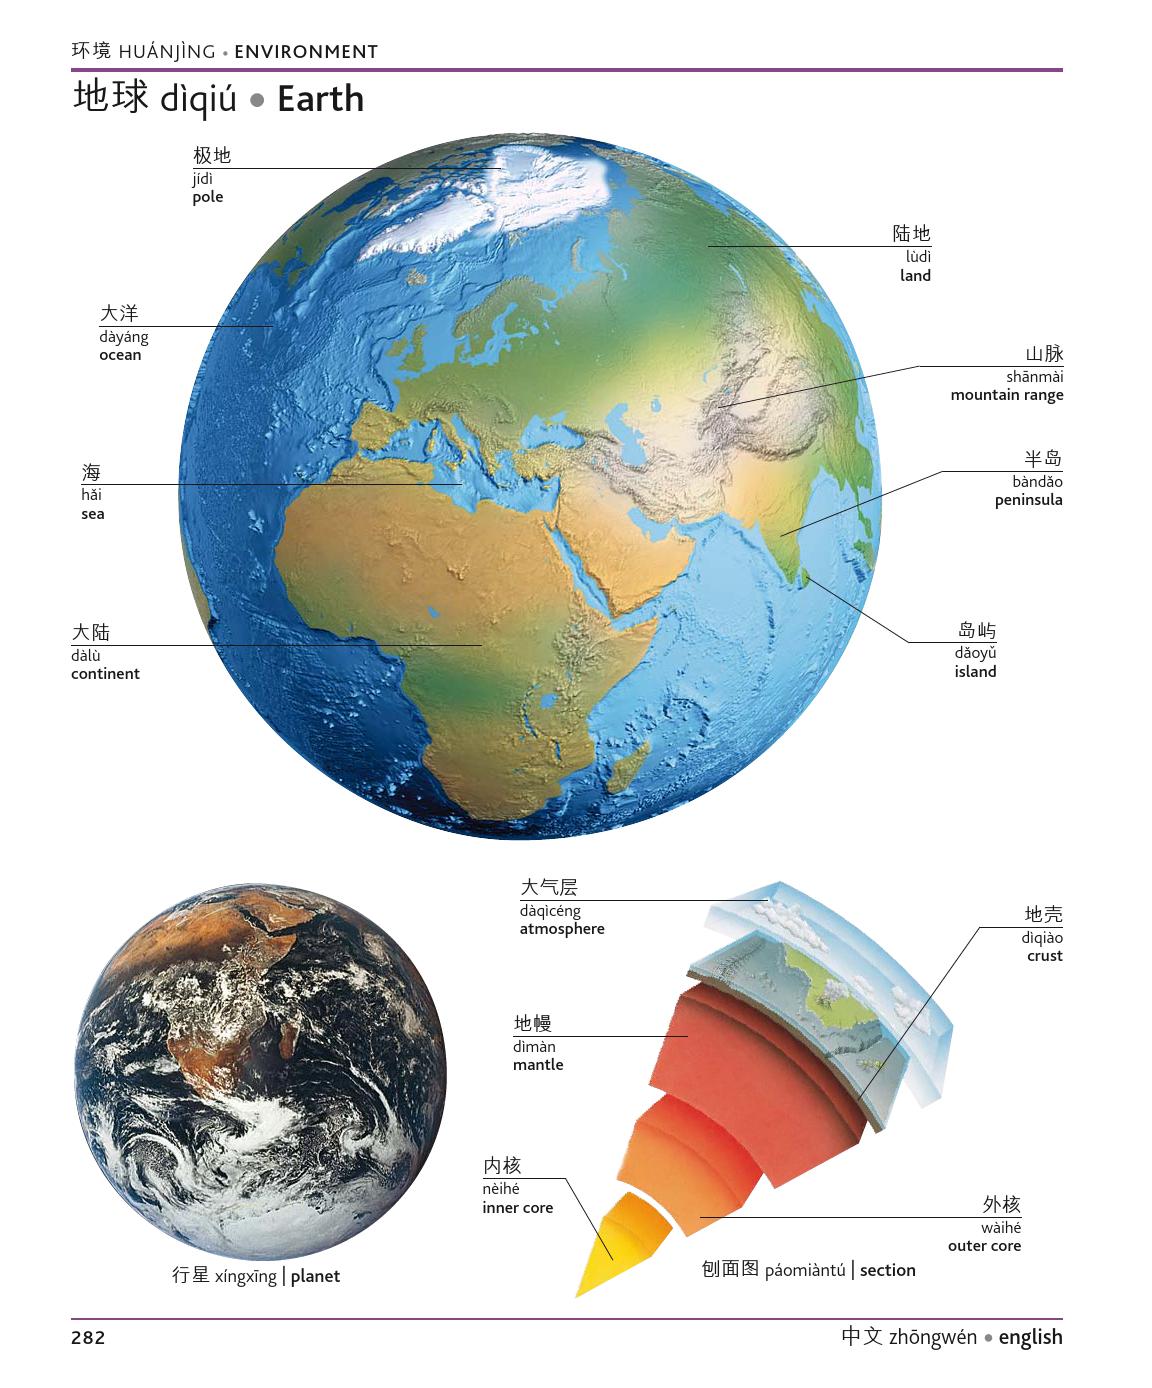 环境 HUÁNJÌNG • ENVIRONMENT
地球 dìqiú • Earth
极地
jídì
pole
陆地
lùdì
land
大洋
dàyáng
ocean
山脉
shānmài
mountain range
海
hǎi
sea
半岛
bàndǎo
peninsula
大陆
dàlù
continent
岛屿
dǎoyǔ
island
大气层
dàqìcéng
atmosphere
地壳
dìqiào
crust
地幔
dìmàn
mantle
内核
nèihé
inner core
外核
wàihé
outer core
行星 xíngxīng | planet
刨面图 páomiàntú | section
282
中文 zhōngwén • english